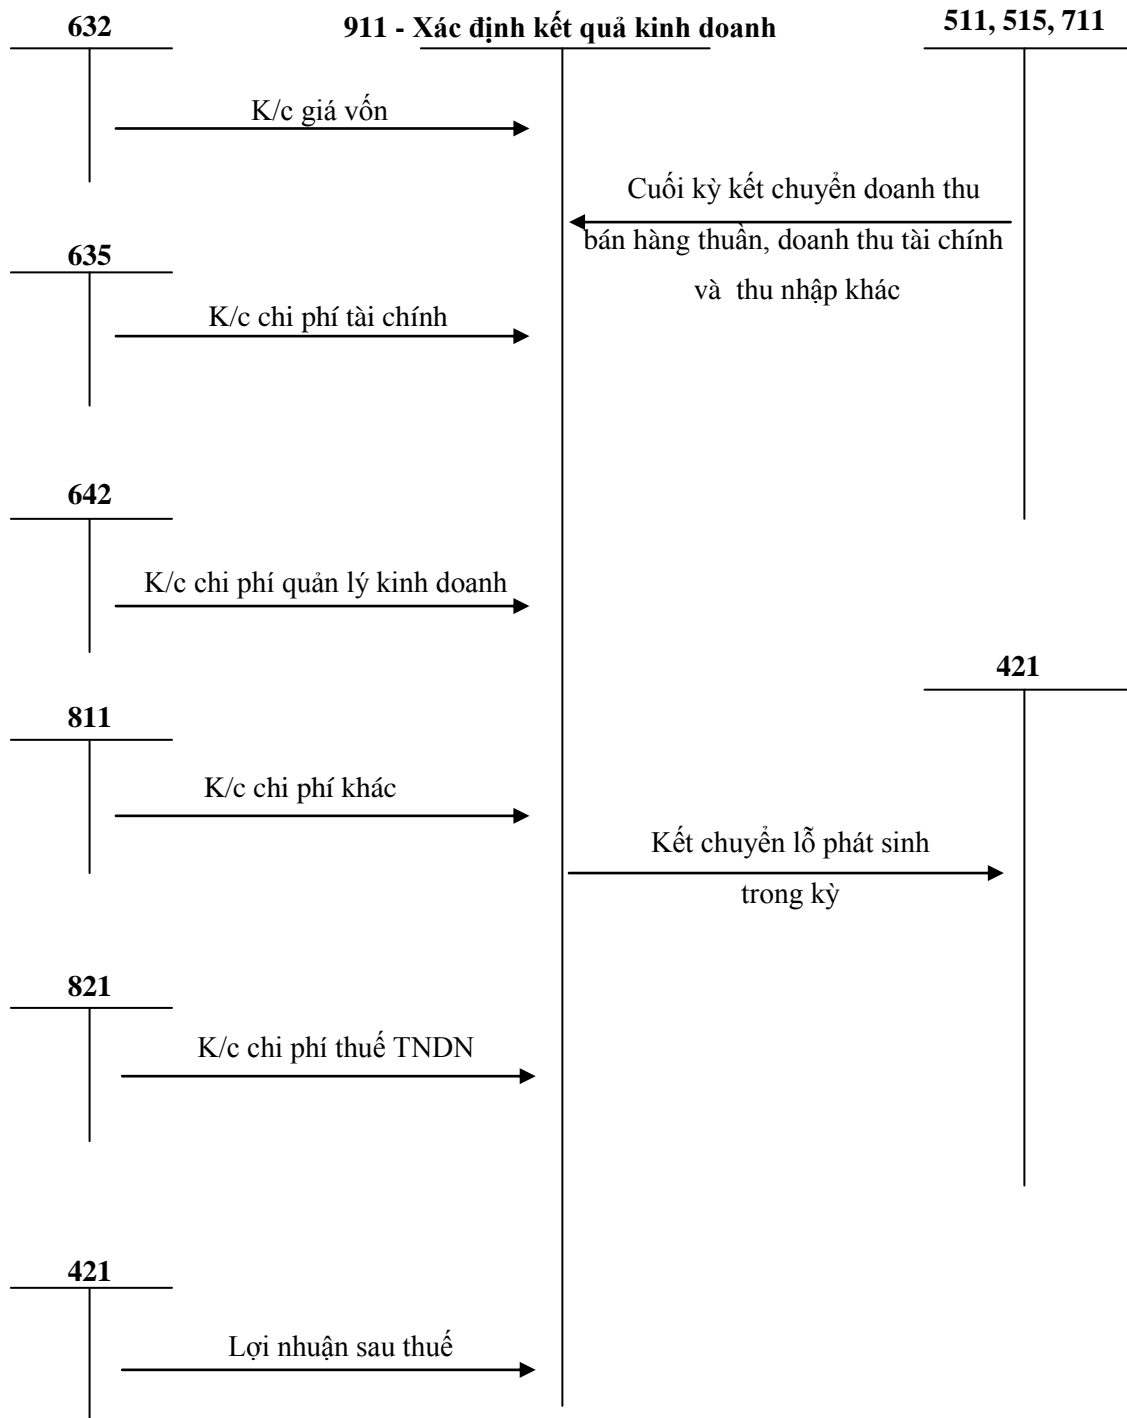 632
911 - Xác định kết quả kinh doanh
511, 515, 711
K/c giá vốn
Cuối kỳ kết chuyển doanh thu
bán hàng thuần, doanh thu tài chính
và thu nhập khác
635
K/c chi phí tài chính
642
K/c chi phí quản lý kinh doanh
421
811
K/c chi phí khác
Kết chuyển lỗ phát sinh
trong kỳ
821
K/c chi phí thuế TNDN
421
Lợi nhuận sau thuế